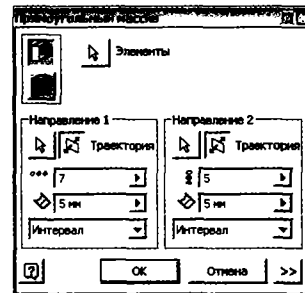 Прямоугольный массив
Элементы
Направление 1
Траектория
7
5 мм
Интервал
Направление 2
Траектория
5
5 мм
Интервал
? OK Отмена >>